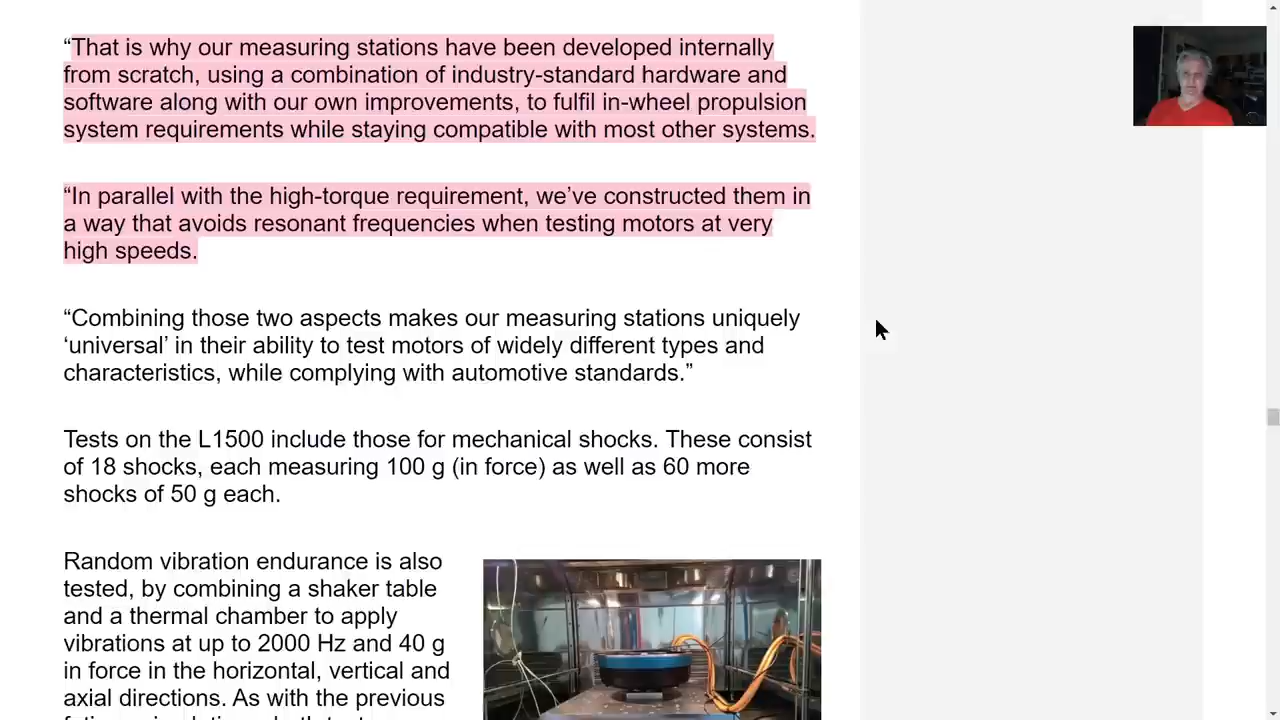 “That is why our measuring stations have been developed internally
from scratch, using a combination of industry-standard hardware and
software along with our own improvements, to fulfil in-wheel propulsion
system requirements while staying compatible with most other systems.
“In parallel with the high-torque requirement, we’ve constructed them in
a way that avoids resonant frequencies when testing motors at very
high speeds.
“Combining those two aspects makes our measuring stations uniquely
‘universal’ in their ability to test motors of widely different types and
characteristics, while complying with automotive standards.”
Tests on the L1500 include those for mechanical shocks. These consist
of 18 shocks, each measuring 100 g (in force) as well as 60 more
shocks of 50 g each.
Random vibration endurance is also
tested, by combining a shaker table
and a thermal chamber to apply
vibrations at up to 2000 Hz and 40 g
in force in the horizontal, vertical and
axial directions. As with the previous